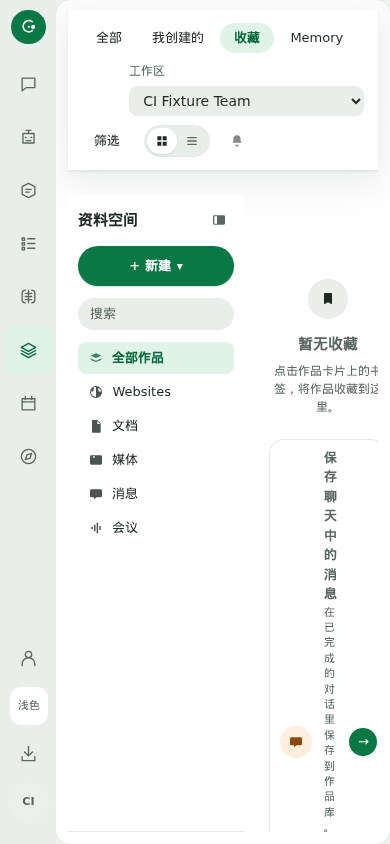 全部 我创建的 收藏 Memory
工作区
CI Fixture Team
筛选
资料空间
+ 新建 ▾
搜索
全部作品
Websites
文档
媒体
消息
会议
暂无收藏
点击作品卡片上的书
签，将作品收藏到这
里。
保
存
聊
天
中
的
消
息
在
已
完
成
的
对
话
里
保
存
到
作
品
库
。
→
浅色
CI